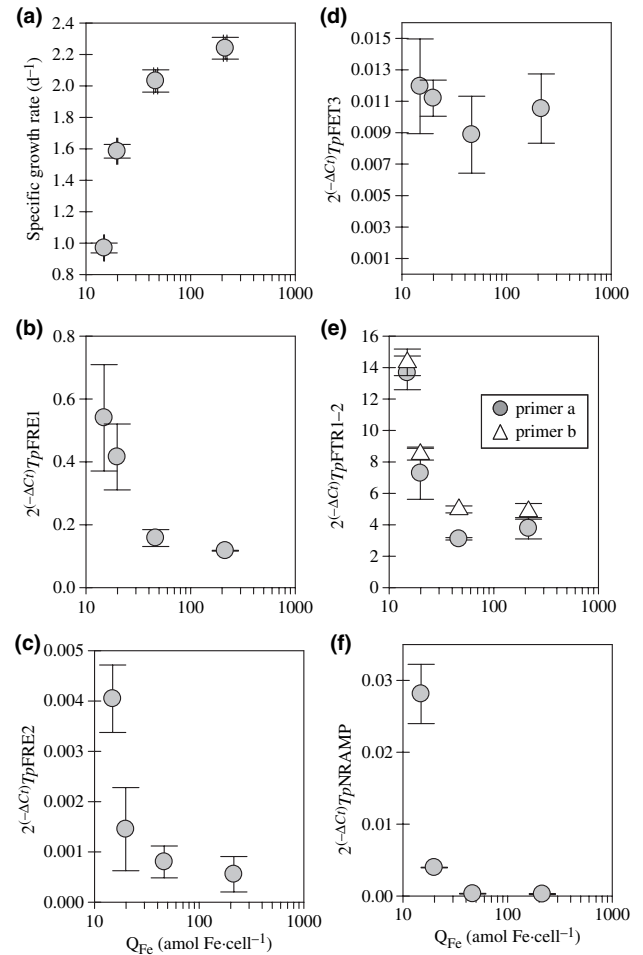 (a)
Specific growth rate (d⁻¹)
2.4
2.2
2.0
1.8
1.6
1.4
1.2
1.0
0.8
10 100 1000
(b)
2^(−ΔCt)TpFRE1
0.8
0.6
0.4
0.2
0.0
10 100 1000
(c)
2^(−ΔCt)TpFRE2
0.005
0.004
0.003
0.002
0.001
0.000
10 100 1000
Q_Fe (amol Fe·cell⁻¹)
(d)
2^(−ΔCt)TpFET3
0.015
0.013
0.011
0.009
0.007
0.005
0.003
0.001
10 100 1000
(e)
2^(−ΔCt)TpFTR1–2
16
14
12
10
8
6
4
2
0
primer a
primer b
10 100 1000
(f)
2^(−ΔCt)TpNRAMP
0.03
0.02
0.01
0.00
10 100 1000
Q_Fe (amol Fe·cell⁻¹)